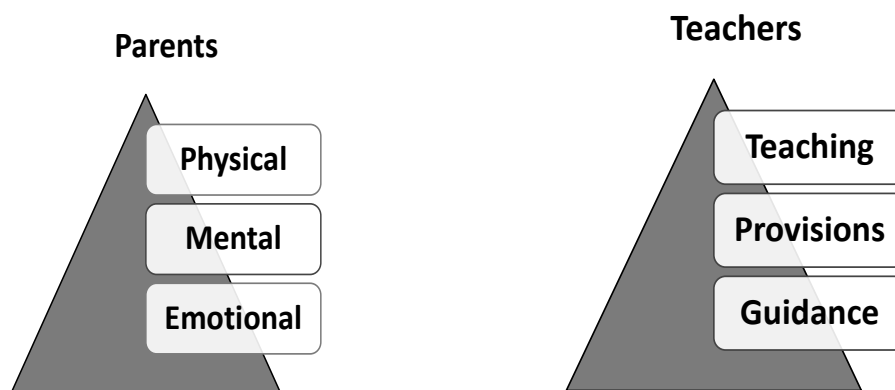 Parents
Physical
Mental
Emotional
Teachers
Teaching
Provisions
Guidance